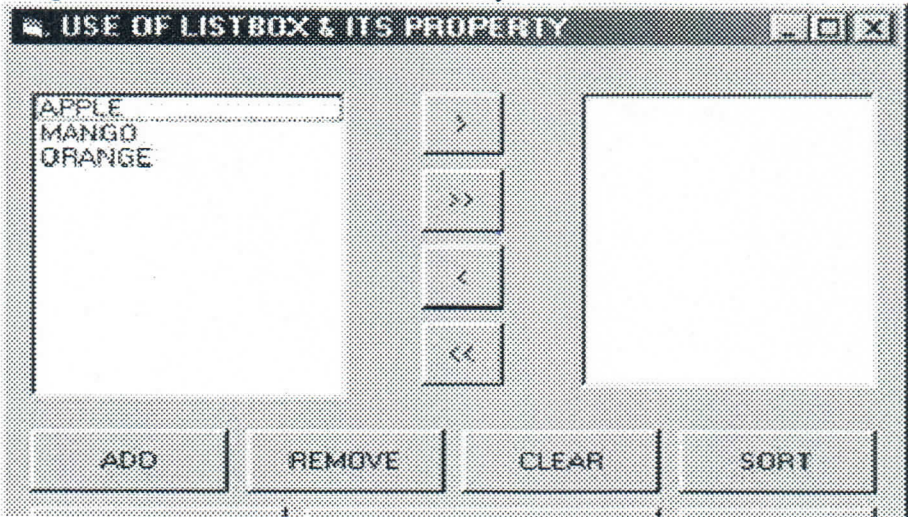 USE OF LISTBOX & ITS PROPERTY
APPLE
MANGO
ORANGE
>
>>
<
<<
ADD REMOVE CLEAR SORT